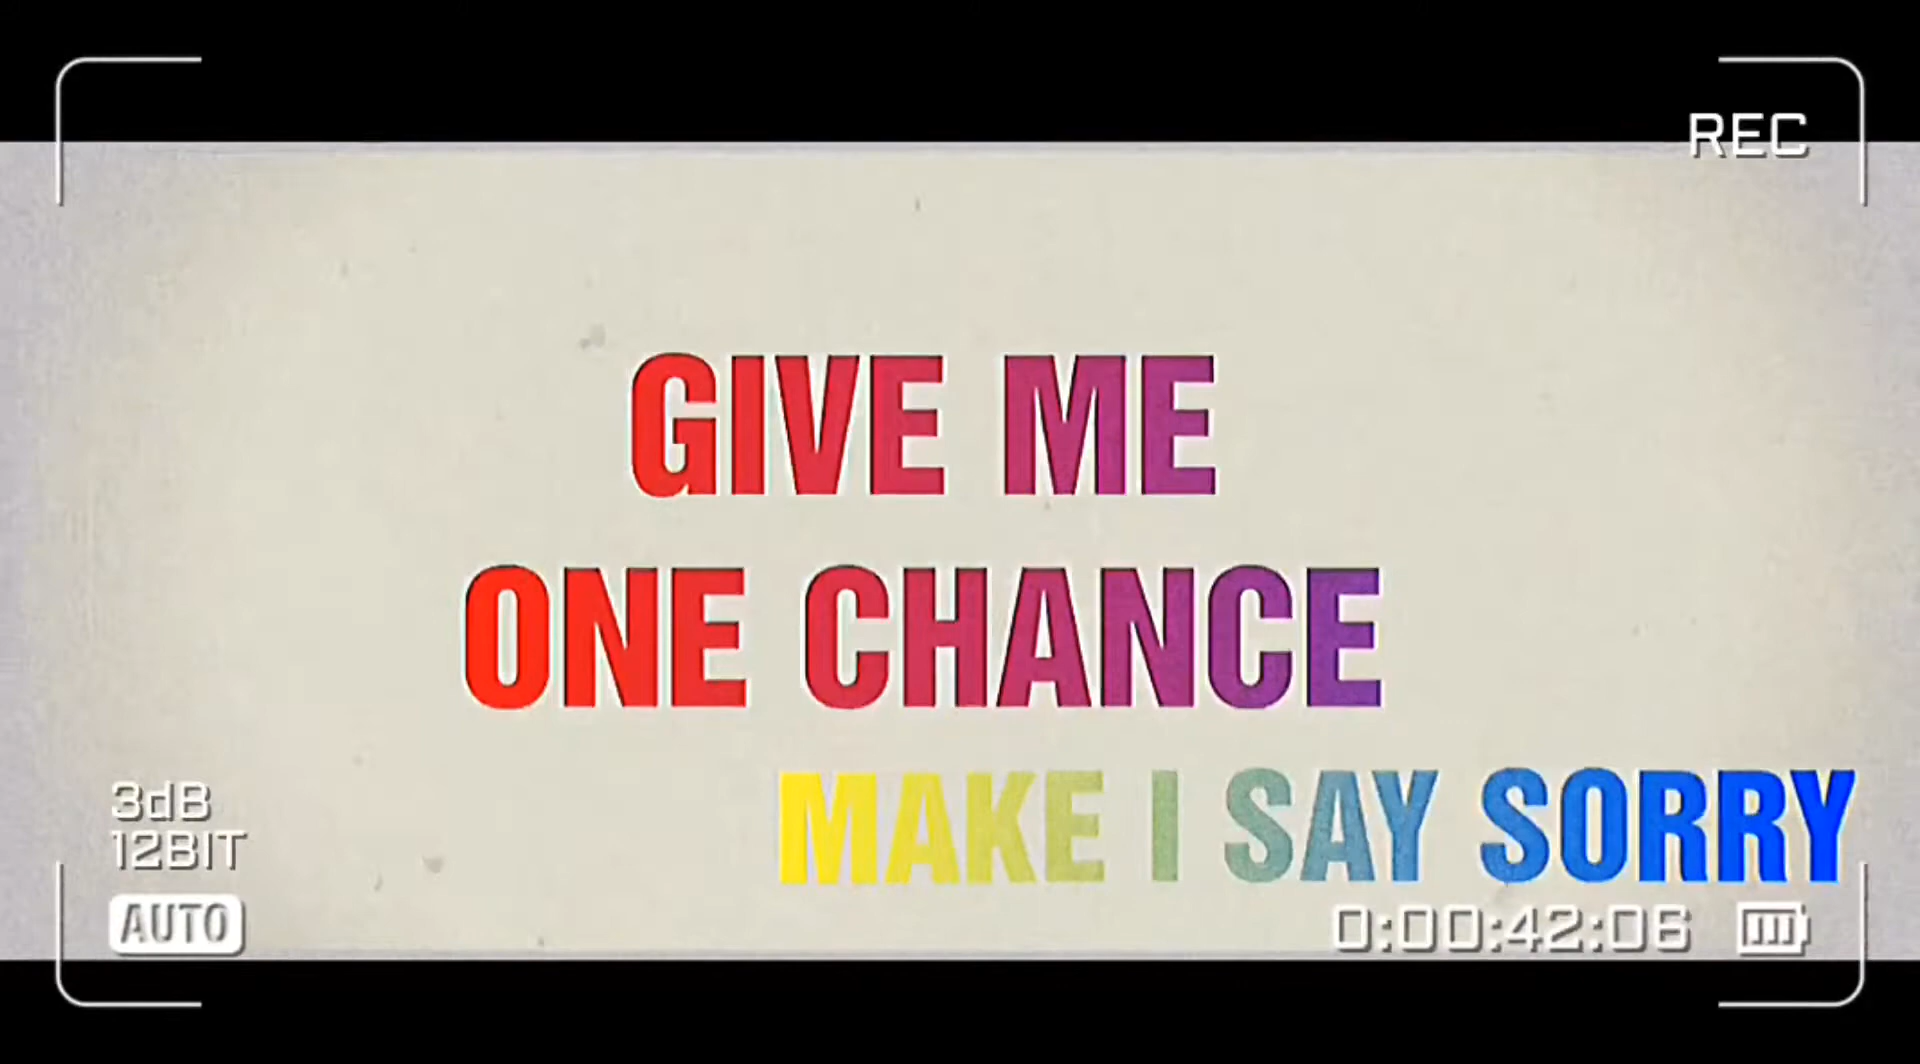 REC
GIVE ME
ONE CHANCE
MAKE I SAY SORRY
3dB
12BIT
AUTO
0:00:42:06